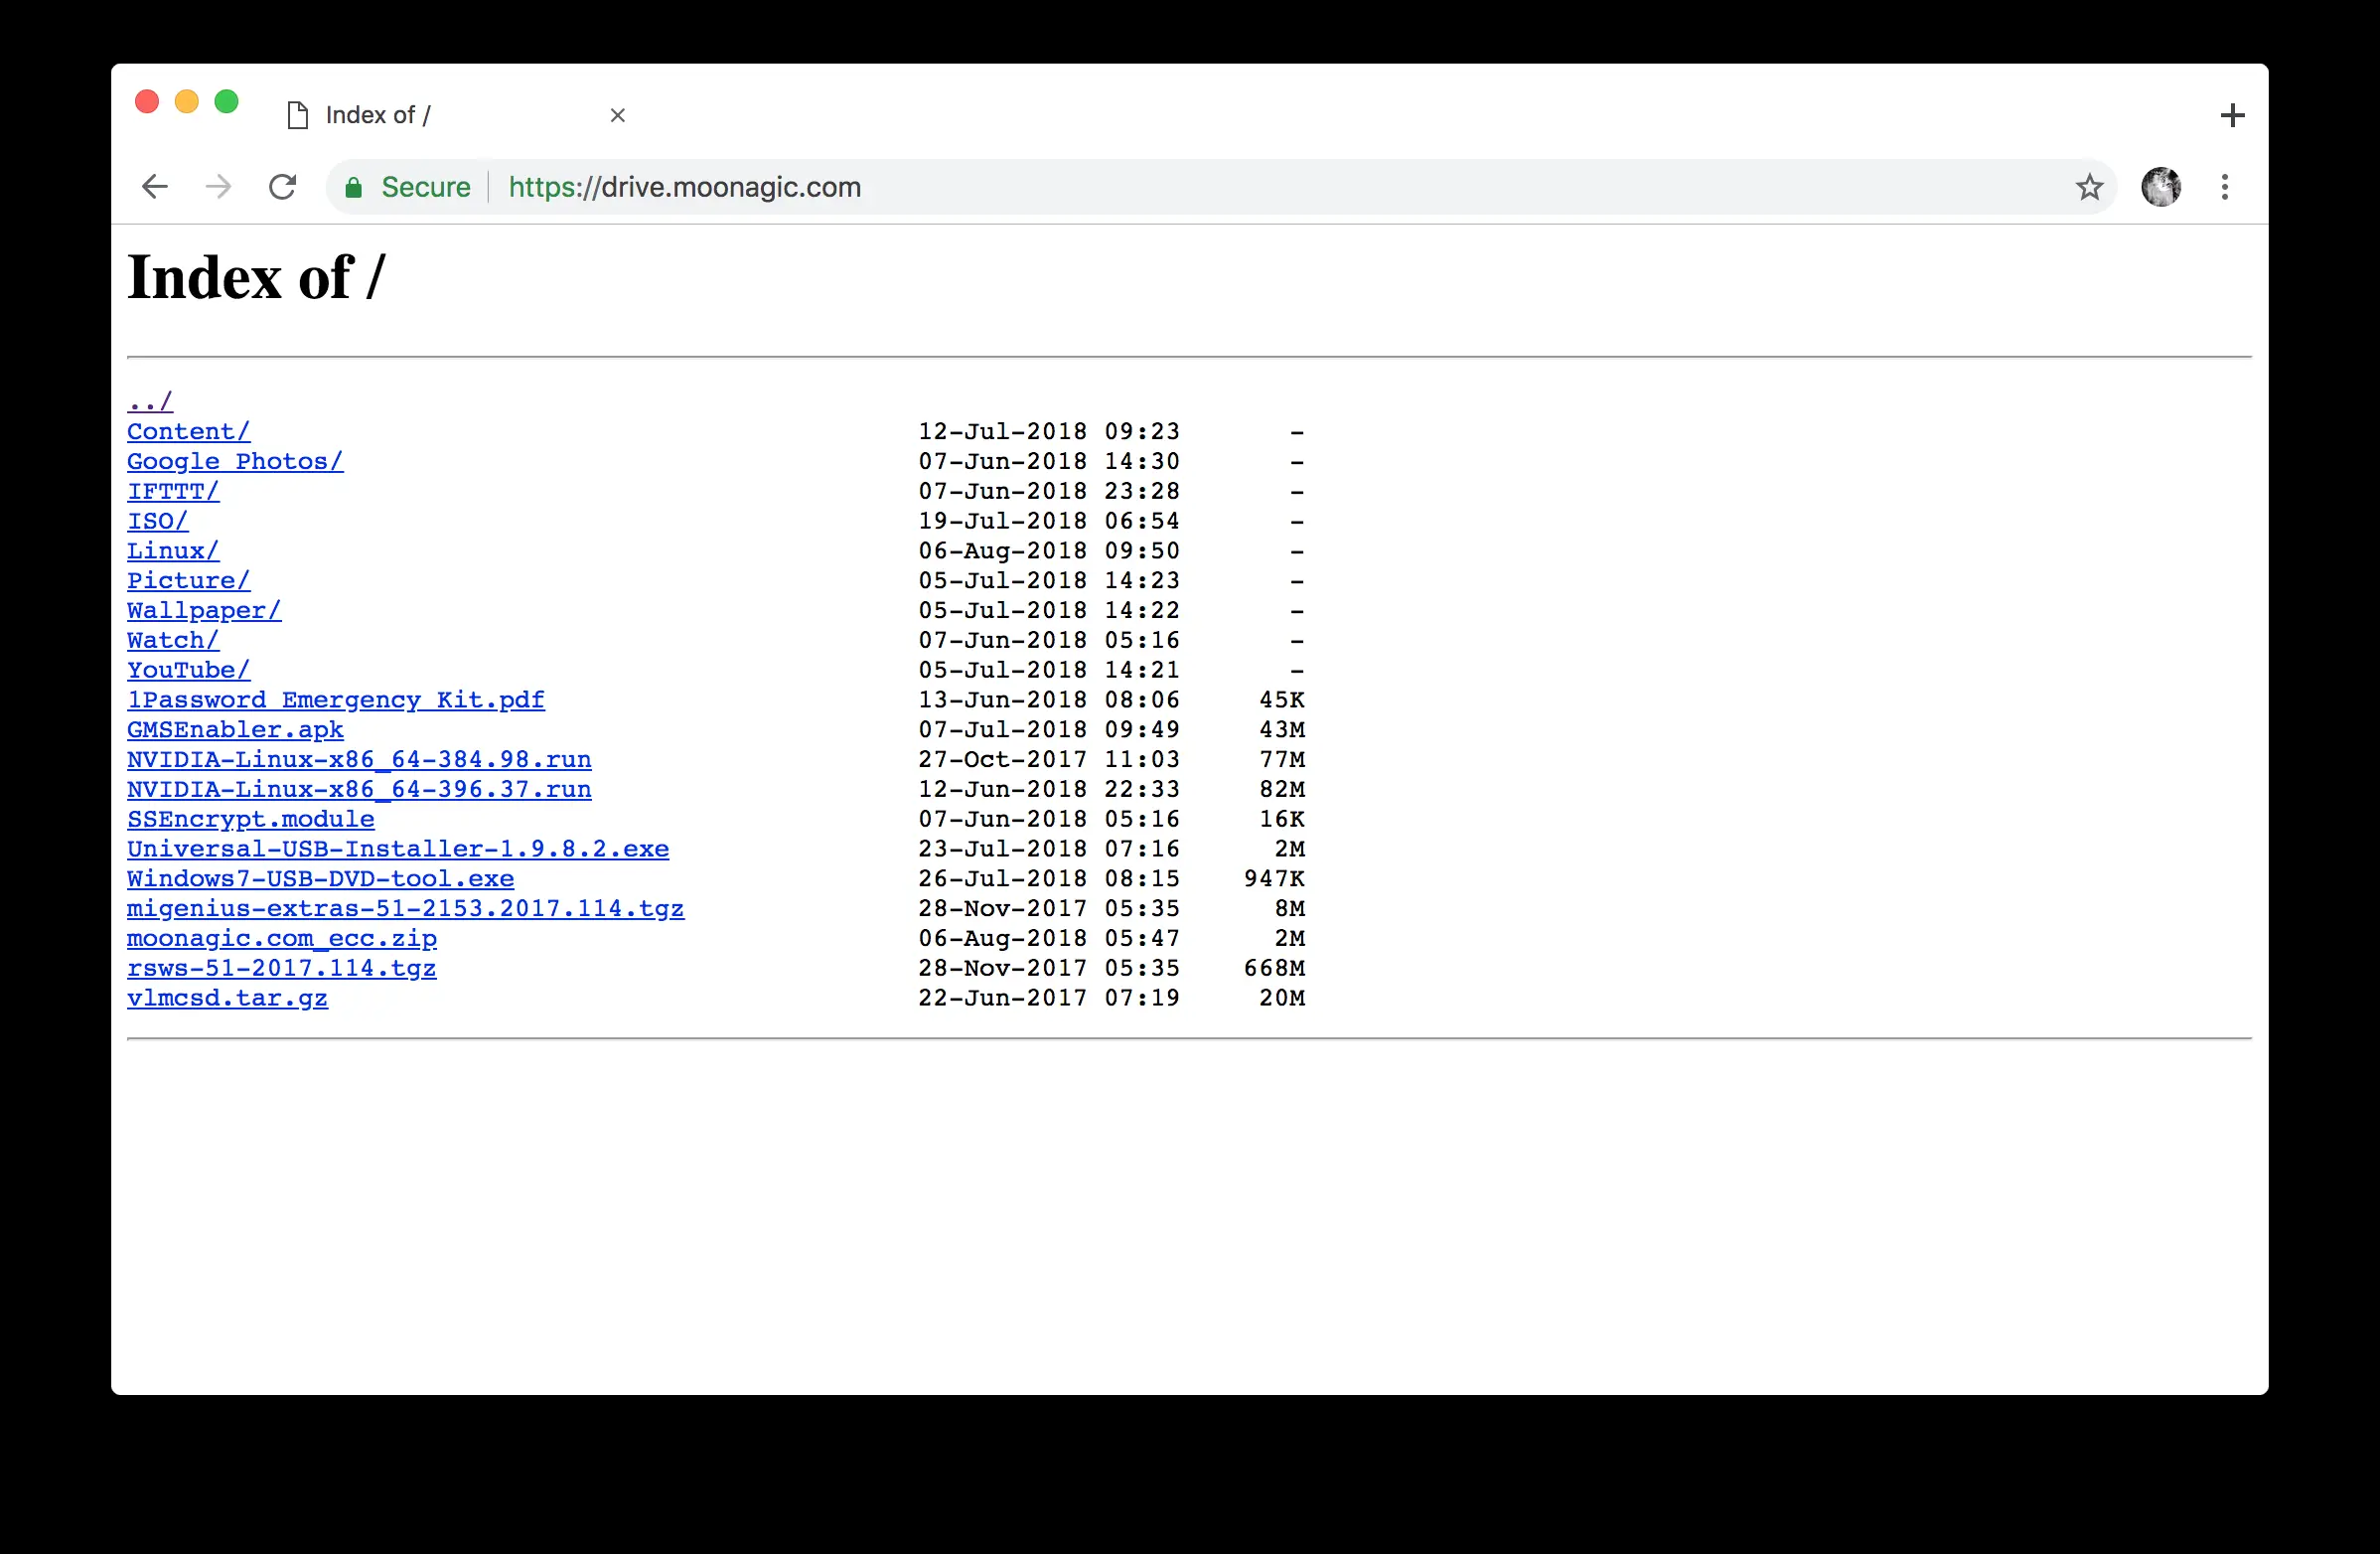 Index of /
Secure https://drive.moonagic.com
Index of /
../
Content/ 12-Jul-2018 09:23 -
Google Photos/ 07-Jun-2018 14:30 -
IFTTT/ 07-Jun-2018 23:28 -
ISO/ 19-Jul-2018 06:54 -
Linux/ 06-Aug-2018 09:50 -
Picture/ 05-Jul-2018 14:23 -
Wallpaper/ 05-Jul-2018 14:22 -
Watch/ 07-Jun-2018 05:16 -
YouTube/ 05-Jul-2018 14:21 -
1Password Emergency Kit.pdf 13-Jun-2018 08:06 45K
GMSEnabler.apk 07-Jul-2018 09:49 43M
NVIDIA-Linux-x86_64-384.98.run 27-Oct-2017 11:03 77M
NVIDIA-Linux-x86_64-396.37.run 12-Jun-2018 22:33 82M
SSEncrypt.module 07-Jun-2018 05:16 16K
Universal-USB-Installer-1.9.8.2.exe 23-Jul-2018 07:16 2M
Windows7-USB-DVD-tool.exe 26-Jul-2018 08:15 947K
migenius-extras-51-2153.2017.114.tgz 28-Nov-2017 05:35 8M
moonagic.com_ecc.zip 06-Aug-2018 05:47 2M
rsws-51-2017.114.tgz 28-Nov-2017 05:35 668M
vlmcsd.tar.gz 22-Jun-2017 07:19 20M